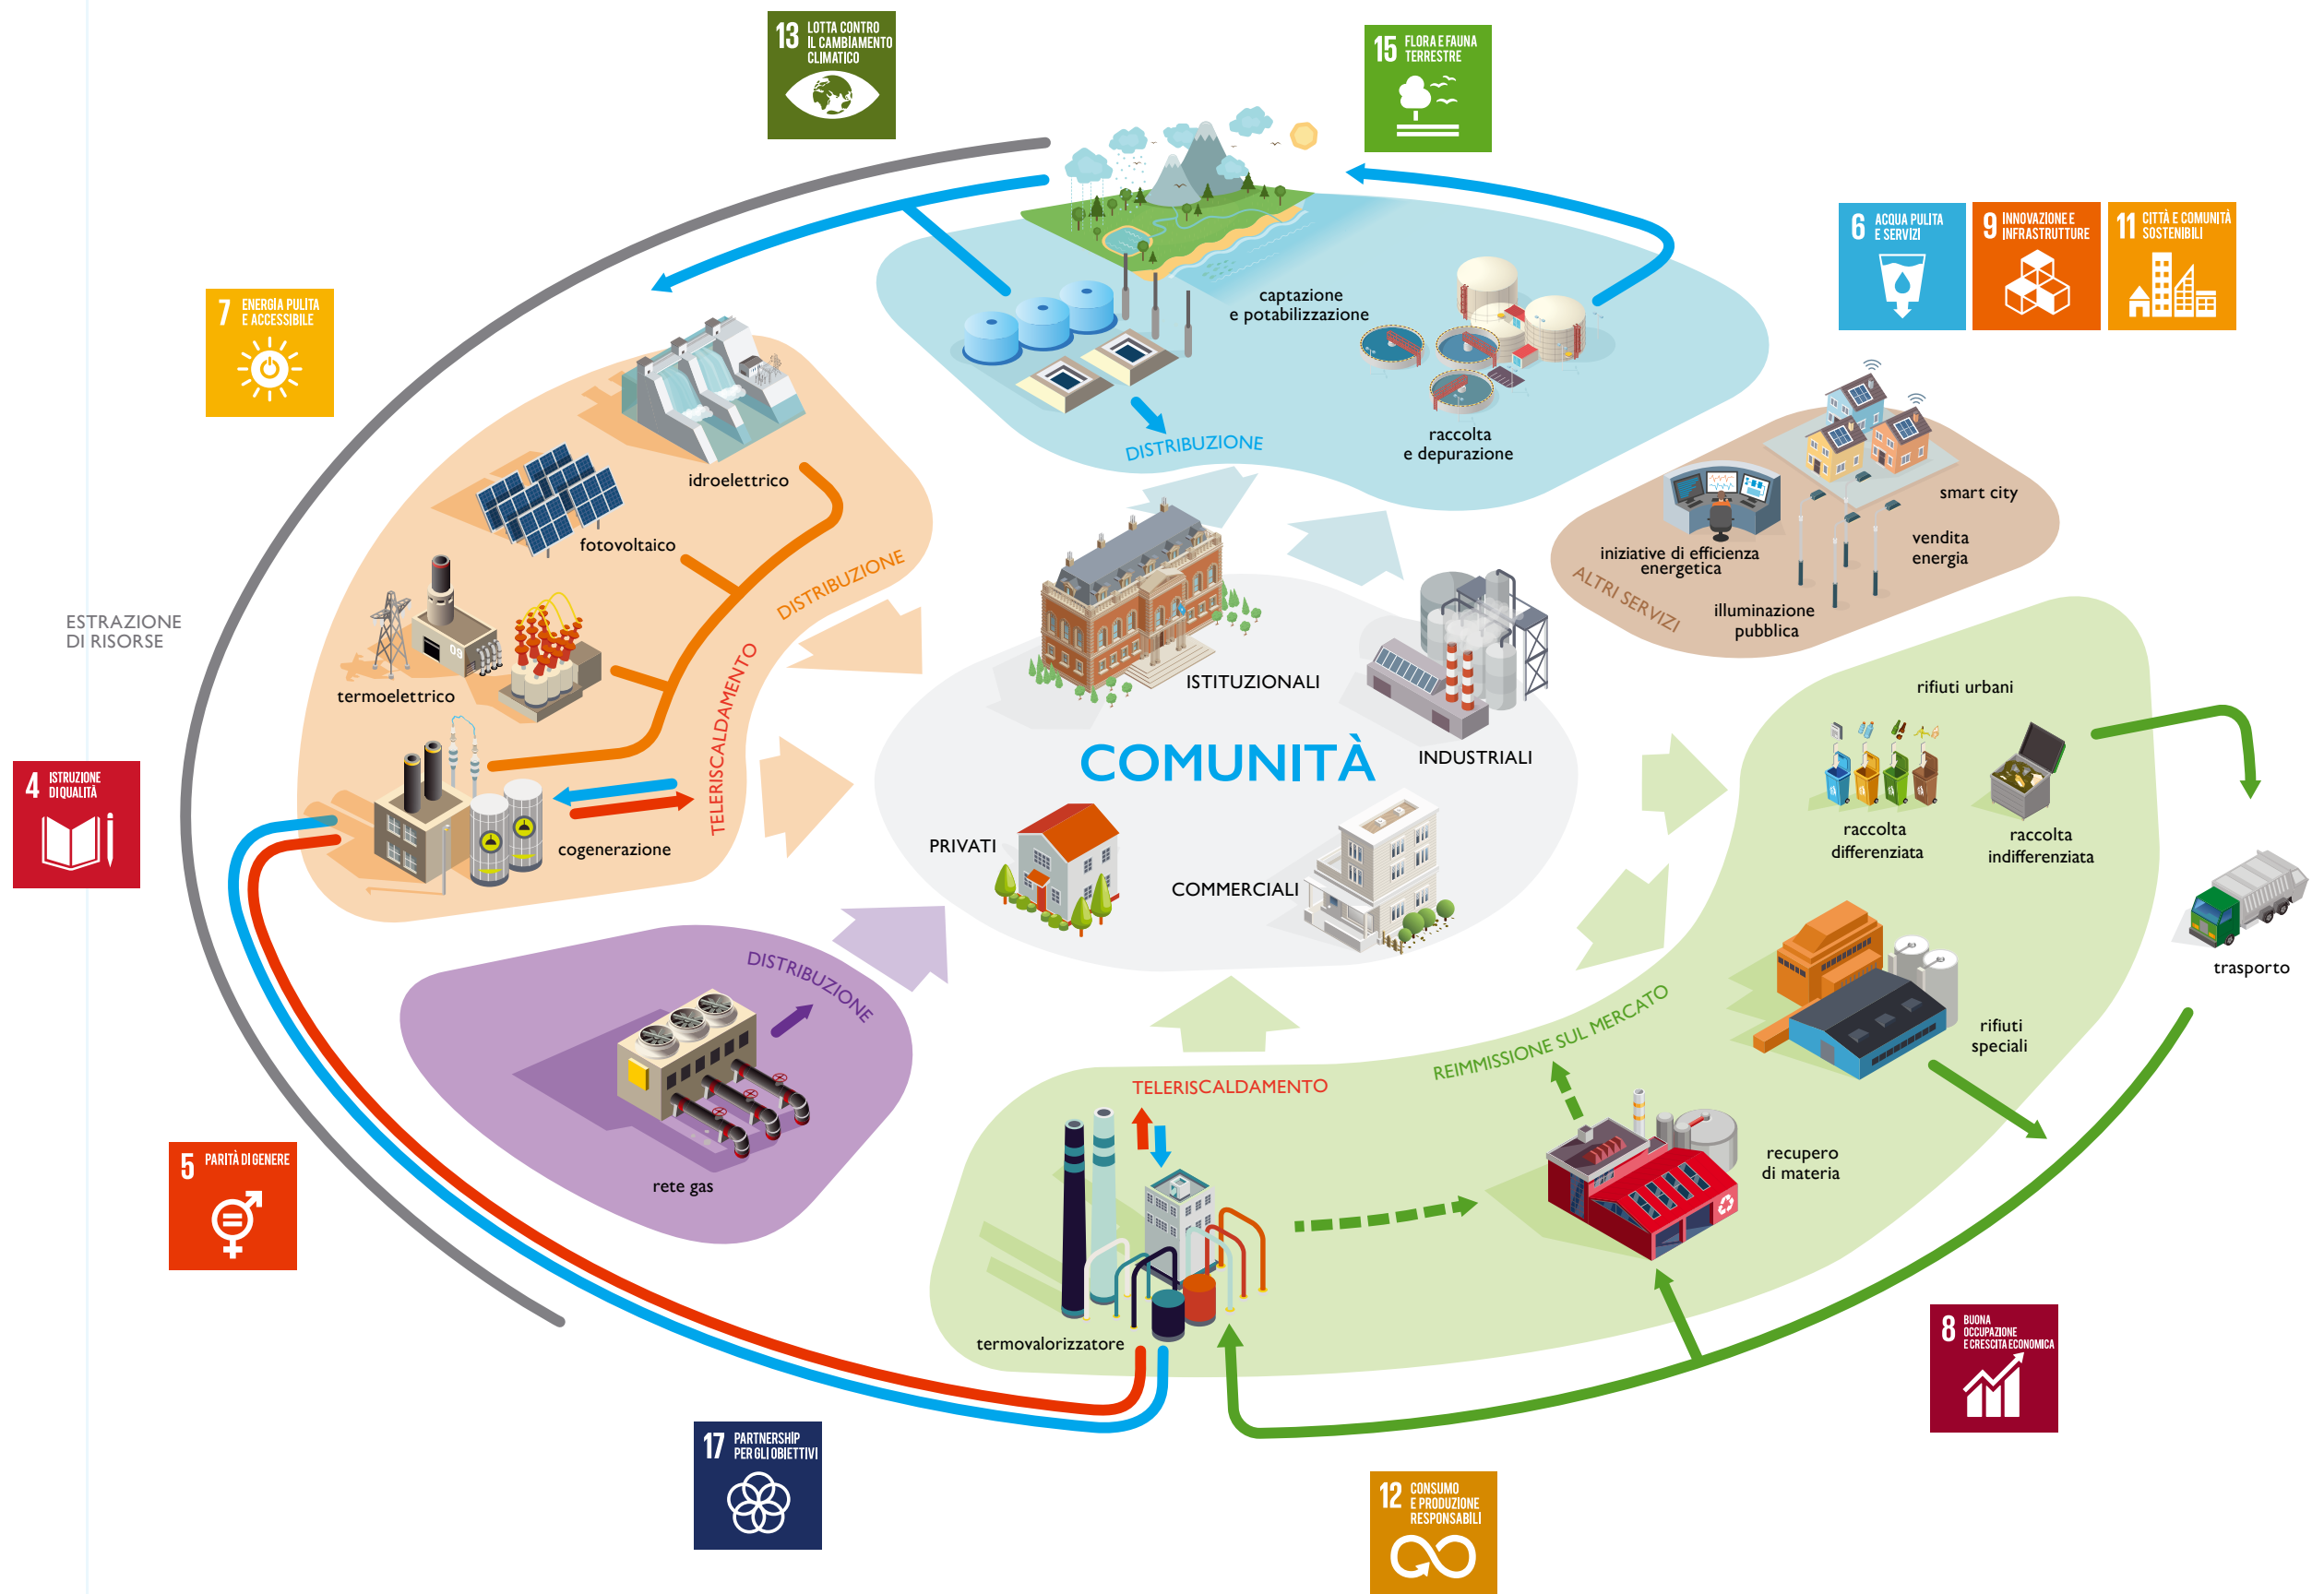 13 LOTTA CONTRO
IL CAMBIAMENTO
CLIMATICO
15 FLORA E FAUNA
TERRESTRE
6 ACQUA PULITA
E SERVIZI
9 INNOVAZIONE E
INFRASTRUTTURE
11 CITTÀ E COMUNITÀ
SOSTENIBILI
7 ENERGIA PULITA
E ACCESSIBILE
captazione
e potabilizzazione
DISTRIBUZIONE
raccolta
e depurazione
idroelettrico
fotovoltaico
DISTRIBUZIONE
termoelettrico
09
TELERISCALDAMENTO
cogenerazione
ESTRAZIONE
DI RISORSE
smart city
iniziative di efficienza
energetica
vendita
energia
illuminazione
pubblica
ALTRI SERVIZI
ISTITUZIONALI
INDUSTRIALI
COMUNITÀ
PRIVATI
COMMERCIALI
rifiuti urbani
raccolta
differenziata
raccolta
indifferenziata
trasporto
4 ISTRUZIONE
DI QUALITÀ
DISTRIBUZIONE
rete gas
rifiuti
speciali
REIMMISSIONE SUL MERCATO
TELERISCALDAMENTO
recupero
di materia
termovalorizzatore
5 PARITÀ DI GENERE
8 BUONA
OCCUPAZIONE
E CRESCITA ECONOMICA
17 PARTNERSHIP
PER GLI OBIETTIVI
12 CONSUMO
E PRODUZIONE
RESPONSABILI